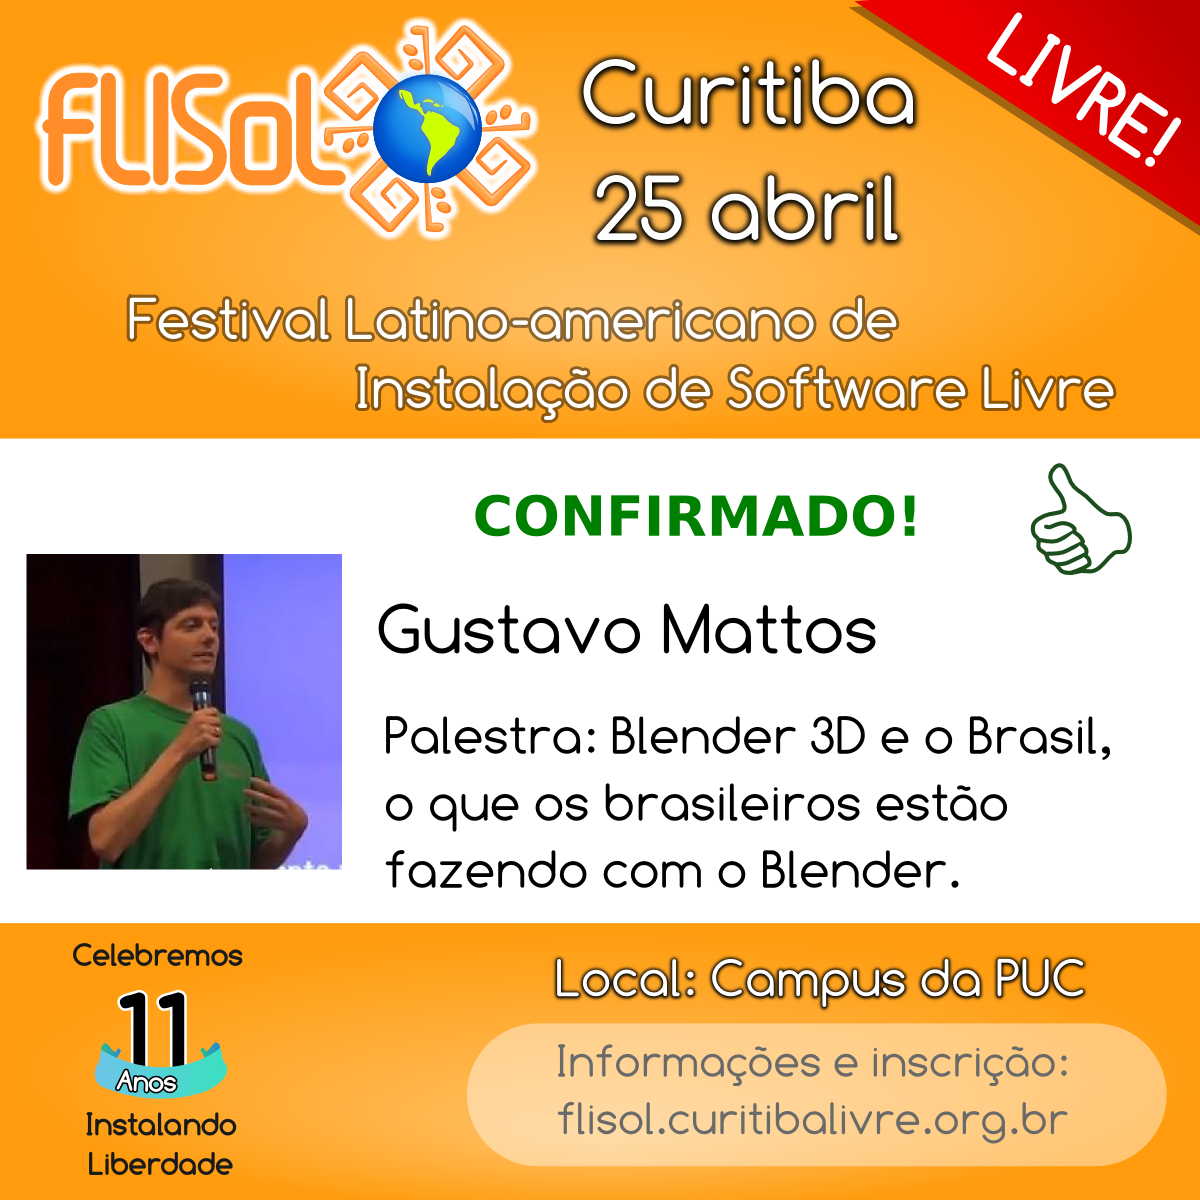 FLISoL
Curitiba
25 abril
LIVRE!
Festival Latino-americano de
Instalação de Software Livre
CONFIRMADO!
Gustavo Mattos
Palestra: Blender 3D e o Brasil,
o que os brasileiros estão
fazendo com o Blender.
Celebremos
11
Anos
Instalando
Liberdade
Local: Campus da PUC
Informações e inscrição:
flisol.curitibalivre.org.br